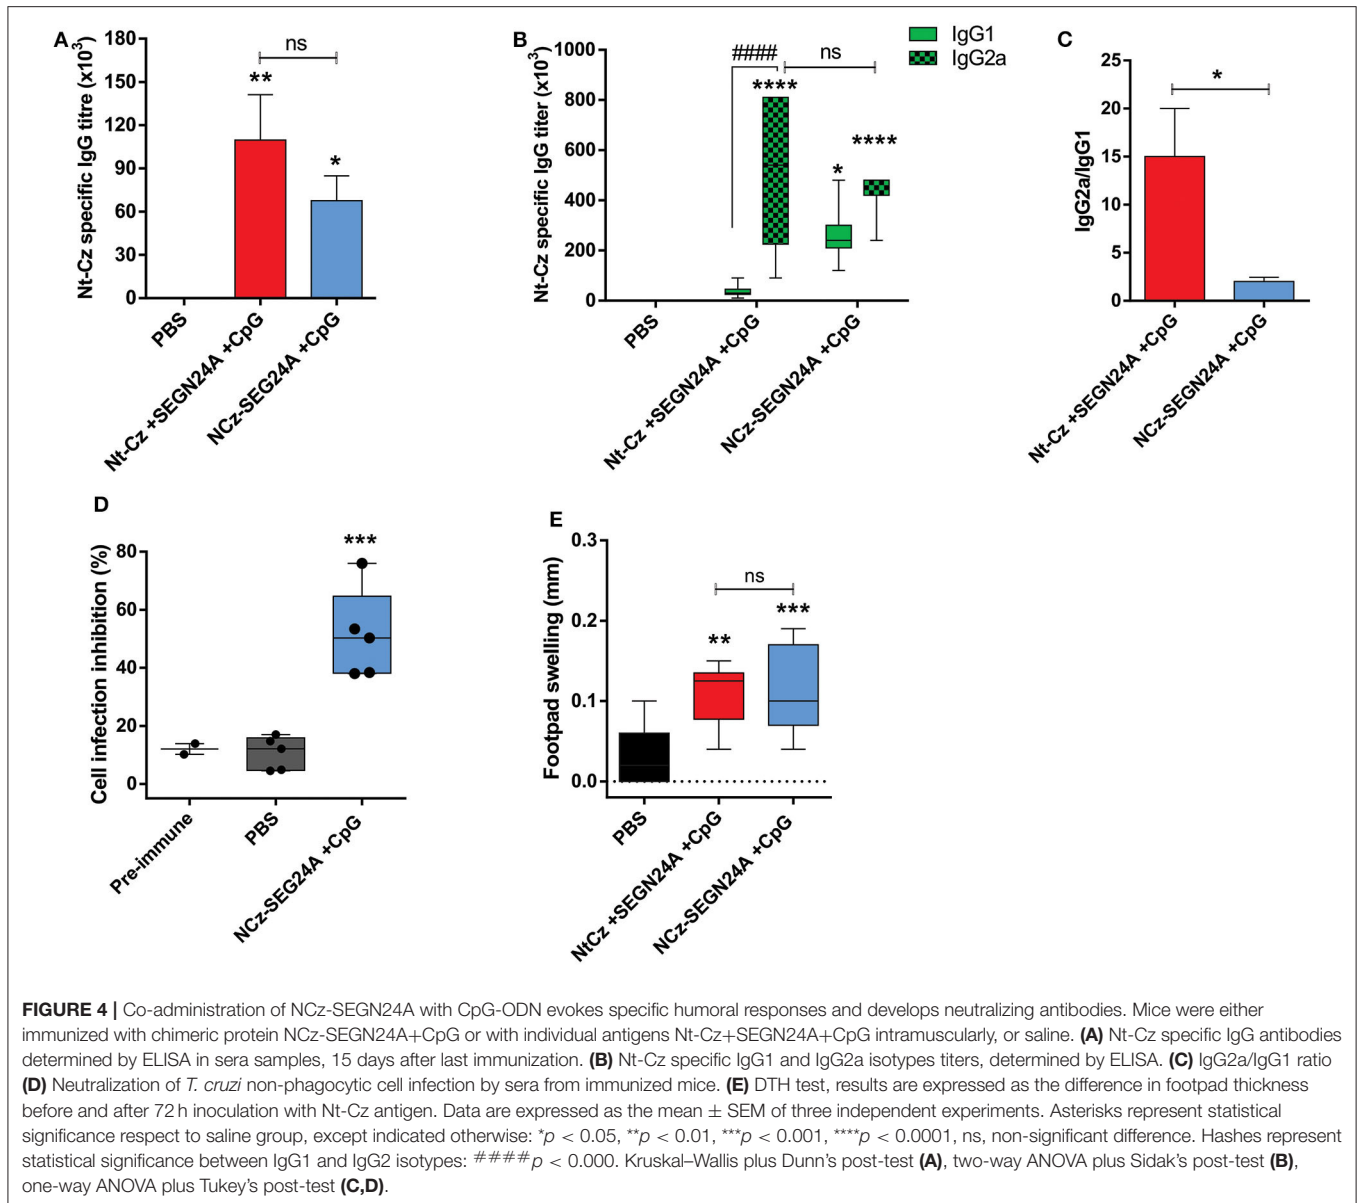 A
Nt-Cz specific IgG titre (x10³)
180
150
120
90
60
30
0
ns
**
*
PBS
Nt-Cz +SEGN24A +CpG
NCz-SEG24A +CpG
B
Nt-Cz specific IgG titer (x10³)
1000
800
600
400
200
0
####
ns
****
*
****
IgG1
IgG2a
PBS
Nt-Cz +SEGN24A +CpG
NCz-SEGN24A +CpG
C
IgG2a/IgG1
25
20
15
10
5
0
*
Nt-Cz +SEGN24A +CpG
NCz-SEGN24A +CpG
D
Cell infection inhibition (%)
80
60
40
20
0
***
Pre-immune
PBS
NCz-SEG24A +CpG
E
Footpad swelling (mm)
0.3
0.2
0.1
0.0
ns
**
***
PBS
NtCz +SEGN24A +CpG
NCz-SEGN24A +CpG
FIGURE 4 | Co-administration of NCz-SEGN24A with CpG-ODN evokes specific humoral responses and develops neutralizing antibodies. Mice were either
immunized with chimeric protein NCz-SEGN24A+CpG or with individual antigens Nt-Cz+SEGN24A+CpG intramuscularly, or saline. (A) Nt-Cz specific IgG antibodies
determined by ELISA in sera samples, 15 days after last immunization. (B) Nt-Cz specific IgG1 and IgG2a isotypes titers, determined by ELISA. (C) IgG2a/IgG1 ratio
(D) Neutralization of T. cruzi non-phagocytic cell infection by sera from immunized mice. (E) DTH test, results are expressed as the difference in footpad thickness
before and after 72 h inoculation with Nt-Cz antigen. Data are expressed as the mean ± SEM of three independent experiments. Asterisks represent statistical
significance respect to saline group, except indicated otherwise: *p < 0.05, **p < 0.01, ***p < 0.001, ****p < 0.0001, ns, non-significant difference. Hashes represent
statistical significance between IgG1 and IgG2 isotypes: ####p < 0.000. Kruskal–Wallis plus Dunn's post-test (A), two-way ANOVA plus Sidak's post-test (B),
one-way ANOVA plus Tukey's post-test (C,D).